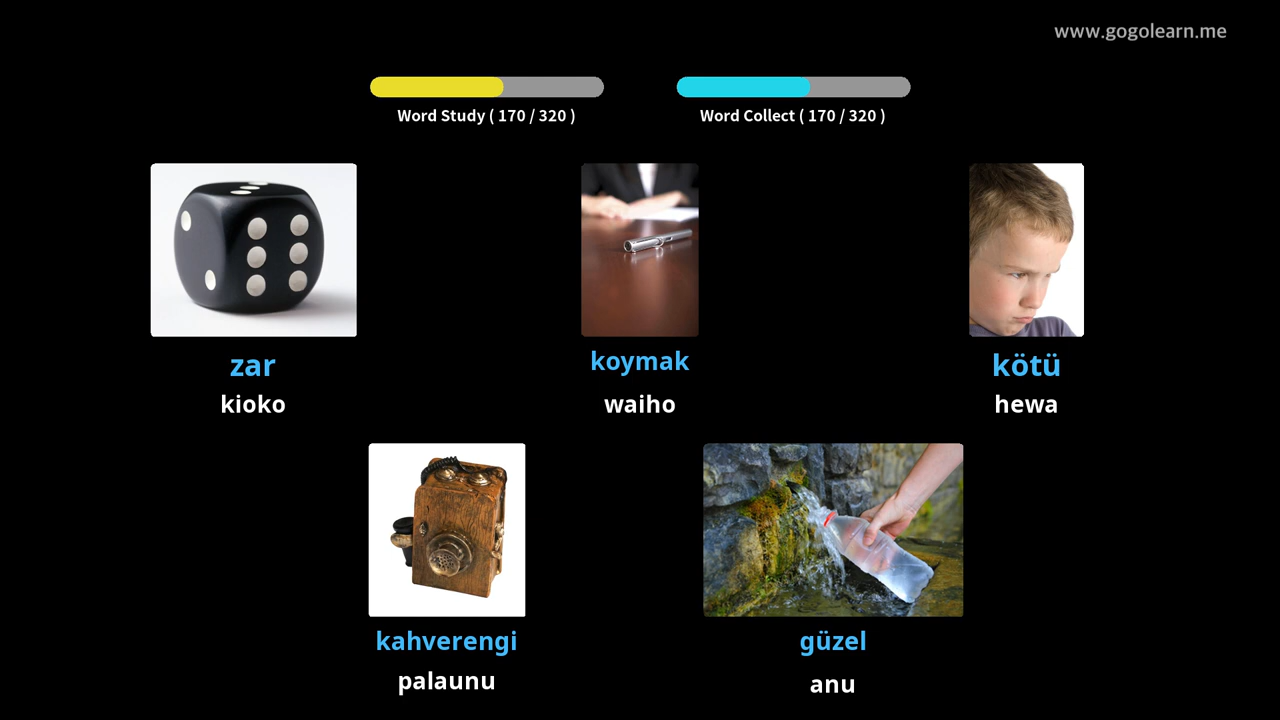 www.gogolearn.me
Word Study ( 170 / 320 )
Word Collect ( 170 / 320 )
zar
kioko
koymak
waiho
kötü
hewa
kahverengi
palaunu
güzel
anu